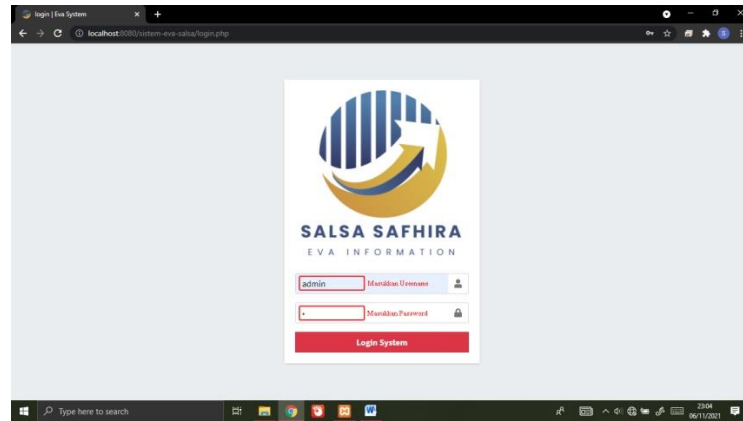 login | Eva System
localhost:8080/sistem-eva-salsa/login.php
SALSA SAFHIRA
EVA INFORMATION
admin
Masukkan Username
Masukkan Password
Login System
Type here to search
23:04
06/11/2021